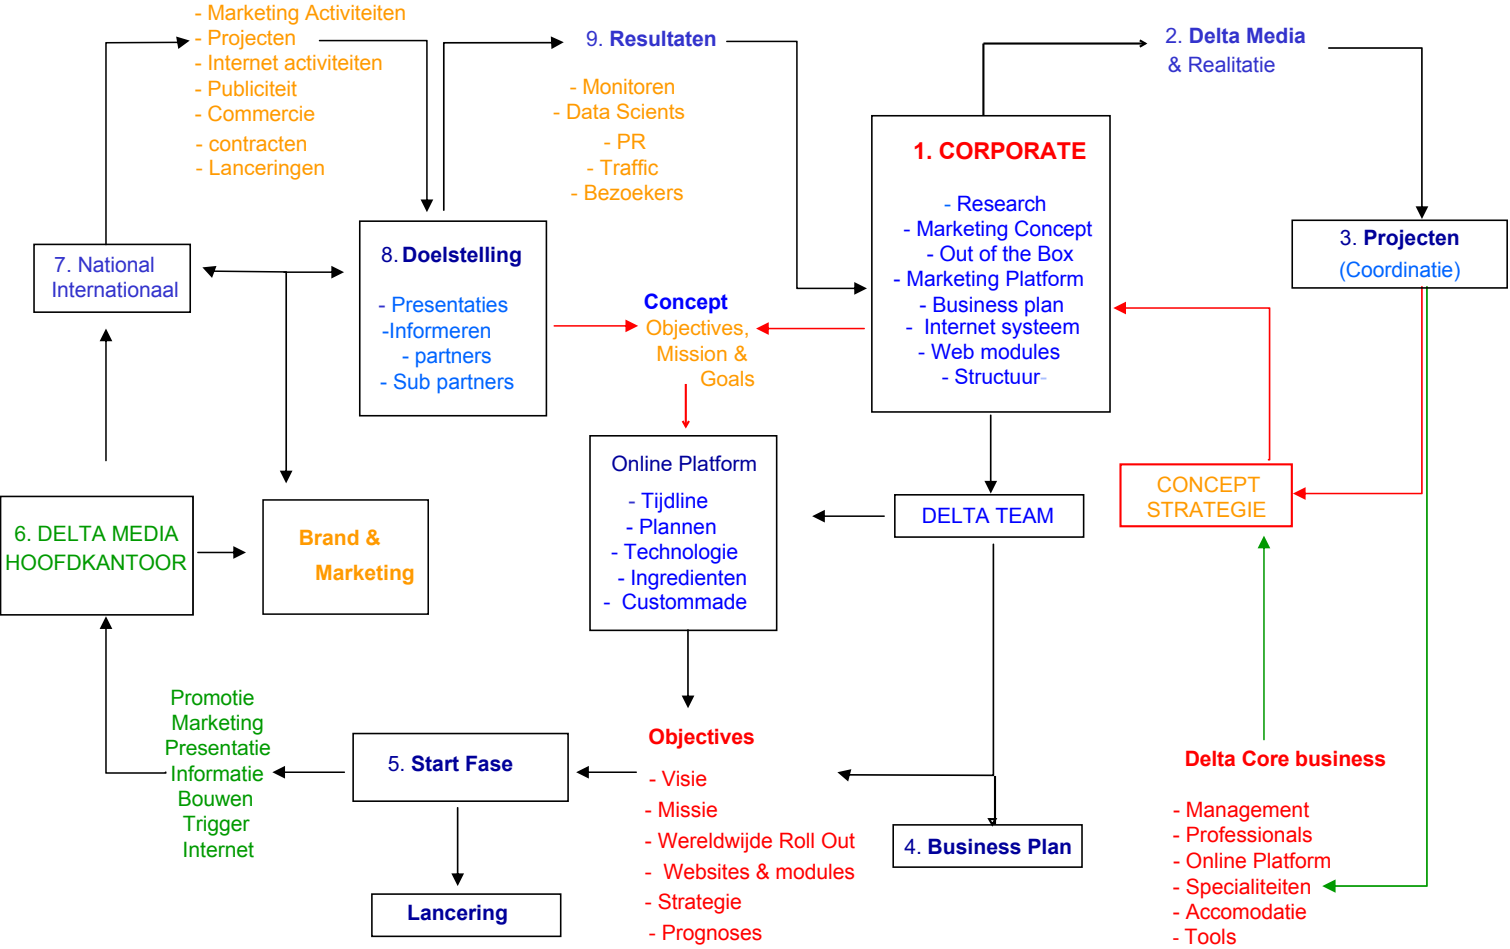 - Marketing Activiteiten
- Projecten
- Internet activiteiten
- Publiciteit
- Commercie
- contracten
- Lanceringen
9. Resultaten
- Monitoren
- Data Scients
- PR
- Traffic
- Bezoekers
2. Delta Media
& Realitatie
1. CORPORATE
- Research
- Marketing Concept
- Out of the Box
- Marketing Platform
- Business plan
- Internet systeem
- Web modules
- Structuur-
3. Projecten
(Coordinatie)
7. National
Internationaal
8. Doelstelling
- Presentaties
-Informeren
- partners
- Sub partners
Concept
Objectives,
Mission &
Goals
Online Platform
- Tijdline
- Plannen
- Technologie
- Ingredienten
- Custommade
DELTA TEAM
CONCEPT
STRATEGIE
6. DELTA MEDIA
HOOFDKANTOOR
Brand &
Marketing
Promotie
Marketing
Presentatie
Informatie
Bouwen
Trigger
Internet
5. Start Fase
Lancering
Objectives
- Visie
- Missie
- Wereldwijde Roll Out
- Websites & modules
- Strategie
- Prognoses
4. Business Plan
Delta Core business
- Management
- Professionals
- Online Platform
- Specialiteiten
- Accomodatie
- Tools